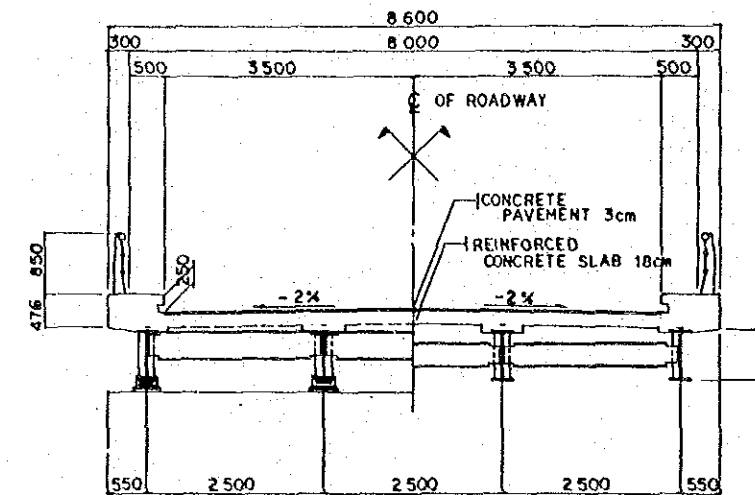 8 600
300 8 000 300
500 3 500 3 500 500
℄ OF ROADWAY
CONCRETE
PAVEMENT 3cm
REINFORCED
CONCRETE SLAB 18cm
850
250
-2% -2%
476
550 2 500 2 500 2 500 550